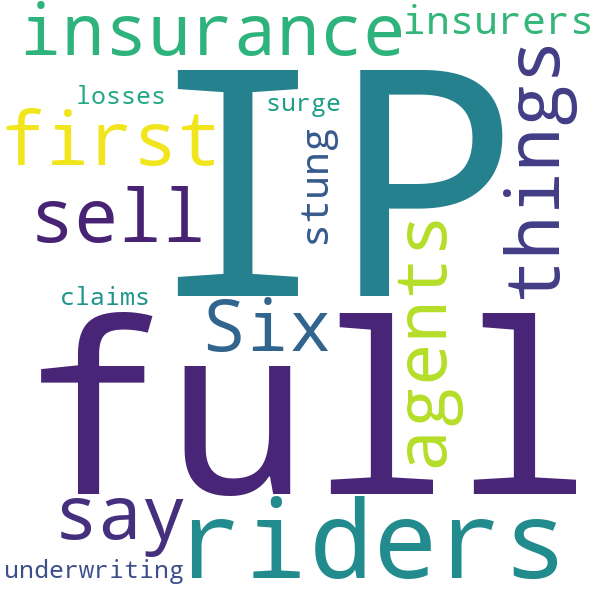 insurance
insurers
IP
things
losses
surge
first
stung
sell
agents
claims
Six
full
say
riders
underwriting